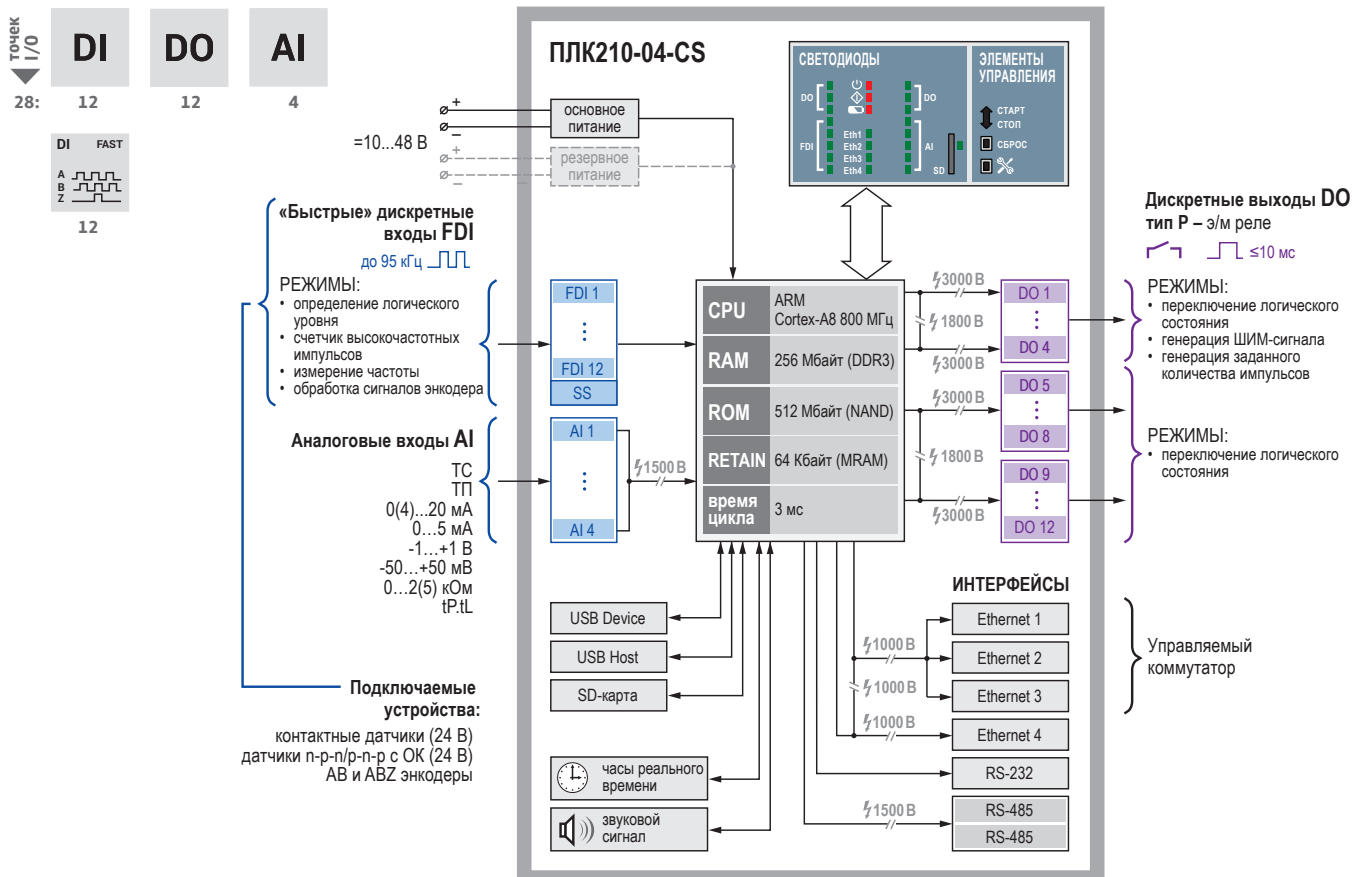 точек I/O
DI
DO
AI
28:
12
12
4
DI FAST
A
B
Z
12
ПЛК210-04-CS
+
–
=10...48 В
+
–
основное
питание
резервное
питание
СВЕТОДИОДЫ
DO
DO
FDI
Eth1
Eth2
Eth3
Eth4
AI
SD
ЭЛЕМЕНТЫ
УПРАВЛЕНИЯ
СТАРТ
СТОП
СБРОС
«Быстрые» дискретные
входы FDI
до 95 кГц
РЕЖИМЫ:
• определение логического
уровня
• счетчик высокочастотных
импульсов
• измерение частоты
• обработка сигналов энкодера
FDI 1
FDI 12
SS
Аналоговые входы AI
ТС
ТП
0(4)...20 мА
0...5 мА
-1...+1 В
-50...+50 мВ
0...2(5) кОм
tP.tL
AI 1
AI 4
1500 В
CPU
ARM
Cortex-A8 800 МГц
RAM
256 Мбайт (DDR3)
ROM
512 Мбайт (NAND)
RETAIN
64 Кбайт (MRAM)
время
цикла
3 мс
3000 В
1800 В
3000 В
3000 В
1800 В
3000 В
DO 1
DO 4
DO 5
DO 8
DO 9
DO 12
Дискретные выходы DO
тип Р – э/м реле
≤10 мс
РЕЖИМЫ:
• переключение логического
состояния
• генерация ШИМ-сигнала
• генерация заданного
количества импульсов
РЕЖИМЫ:
• переключение логического
состояния
Подключаемые
устройства:
контактные датчики (24 В)
датчики n-p-n/p-n-p с ОК (24 В)
AB и ABZ энкодеры
USB Device
USB Host
SD-карта
часы реального
времени
звуковой
сигнал
ИНТЕРФЕЙСЫ
1000 В
1000 В
1000 В
1500 В
Ethernet 1
Ethernet 2
Ethernet 3
Ethernet 4
RS-232
RS-485
RS-485
Управляемый
коммутатор